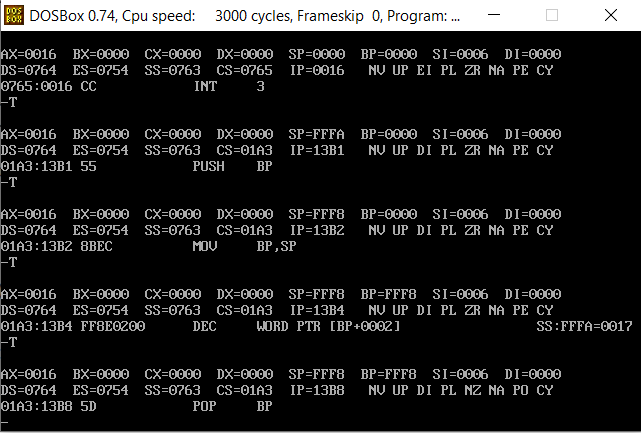 DOS BOX DOSBox 0.74, Cpu speed: 3000 cycles, Frameskip 0, Program: ...
AX=0016 BX=0000 CX=0000 DX=0000 SP=0000 BP=0000 SI=0006 DI=0000
DS=0764 ES=0754 SS=0763 CS=0765 IP=0016 NV UP EI PL ZR NA PE CY
0765:0016 CC INT 3
-T
AX=0016 BX=0000 CX=0000 DX=0000 SP=FFFA BP=0000 SI=0006 DI=0000
DS=0764 ES=0754 SS=0763 CS=01A3 IP=13B1 NV UP DI PL ZR NA PE CY
01A3:13B1 55 PUSH BP
-T
AX=0016 BX=0000 CX=0000 DX=0000 SP=FFF8 BP=0000 SI=0006 DI=0000
DS=0764 ES=0754 SS=0763 CS=01A3 IP=13B2 NV UP DI PL ZR NA PE CY
01A3:13B2 8BEC MOV BP,SP
-T
AX=0016 BX=0000 CX=0000 DX=0000 SP=FFF8 BP=FFF8 SI=0006 DI=0000
DS=0764 ES=0754 SS=0763 CS=01A3 IP=13B4 NV UP DI PL ZR NA PE CY
01A3:13B4 FF8E0200 DEC WORD PTR [BP+0002] SS:FFFA=0017
-T
AX=0016 BX=0000 CX=0000 DX=0000 SP=FFF8 BP=FFF8 SI=0006 DI=0000
DS=0764 ES=0754 SS=0763 CS=01A3 IP=13B8 NV UP DI PL NZ NA PO CY
01A3:13B8 5D POP BP
-